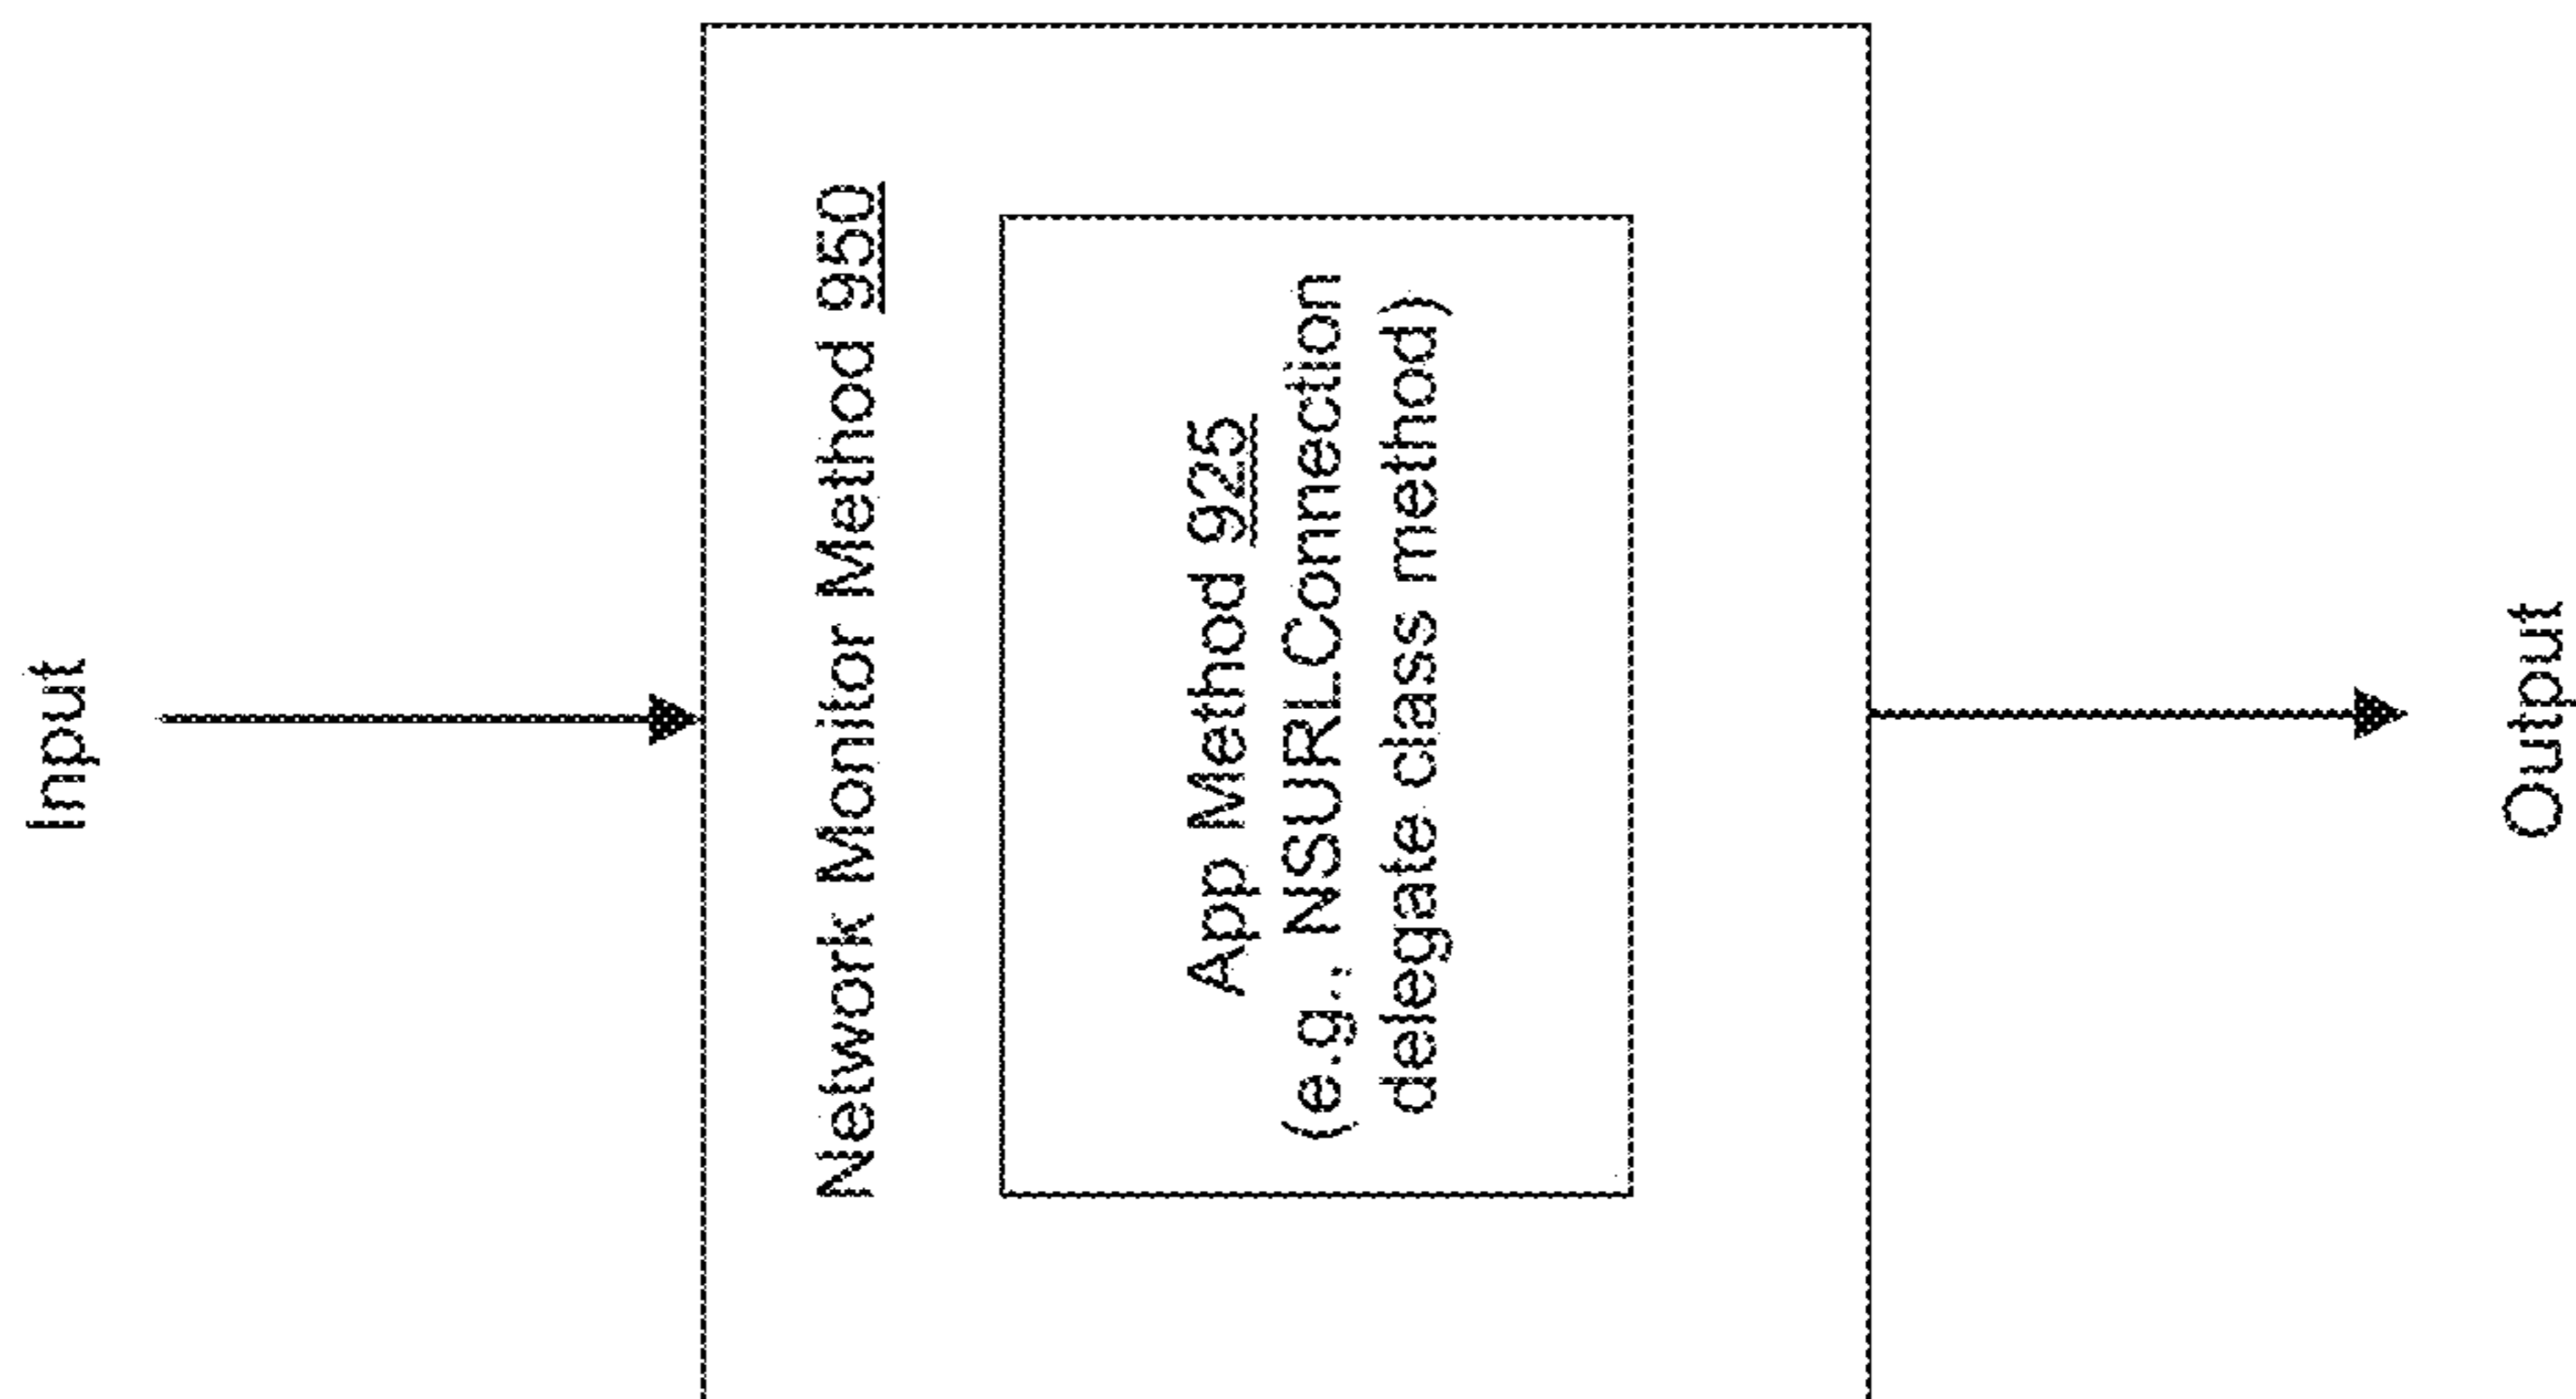 Input
Network Monitor Method 950
App Method 925
(e.g., NSURLConnection
delegate class method)
Output